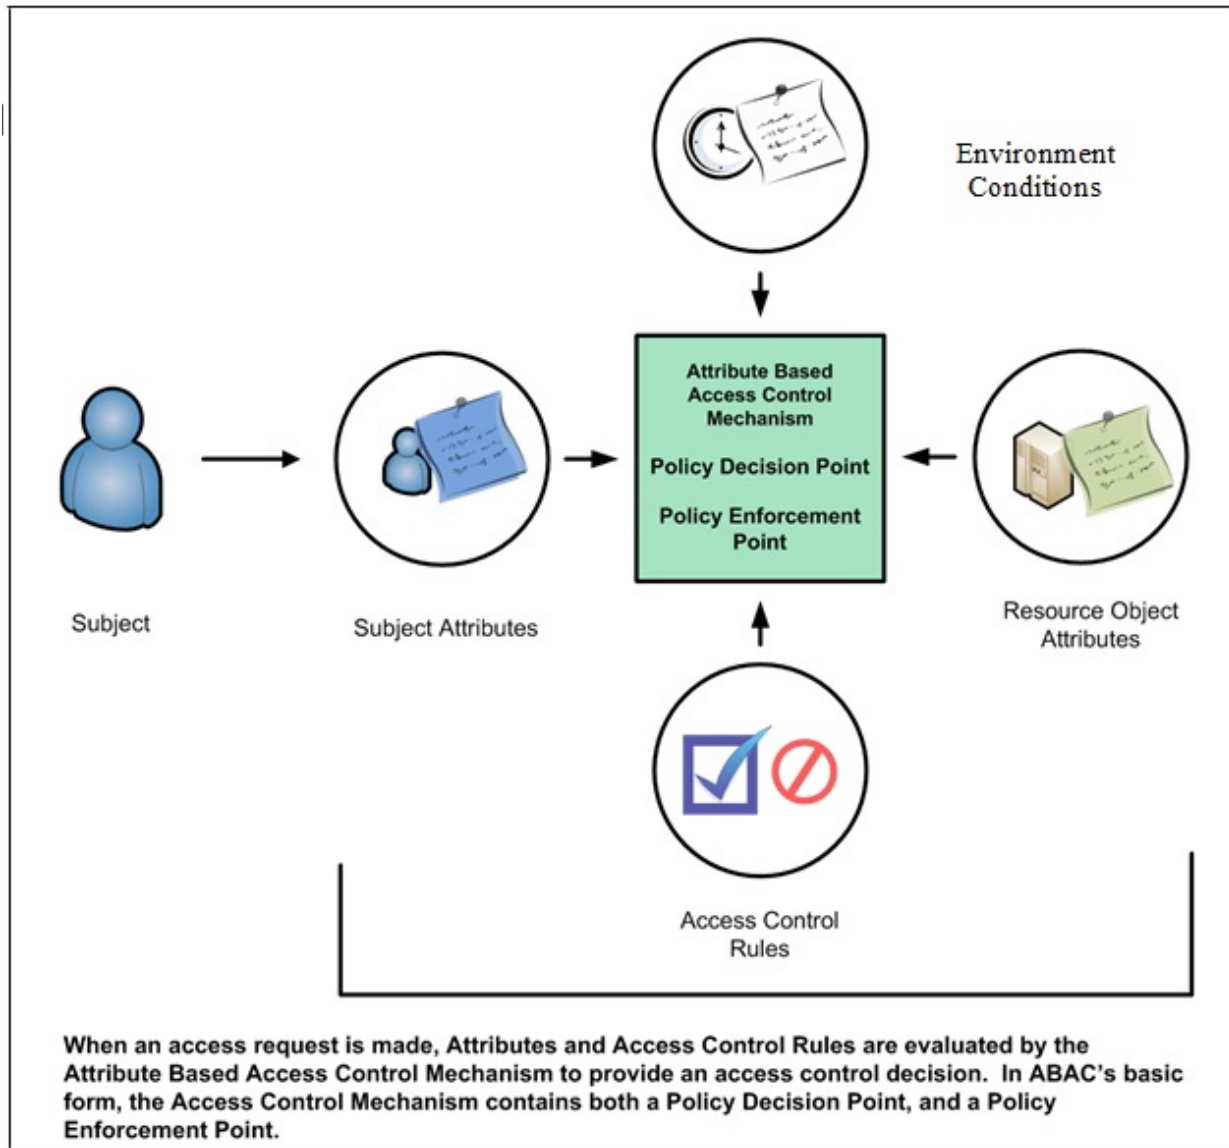 Environment
Conditions
Attribute Based
Access Control
Mechanism
Policy Decision Point
Policy Enforcement
Point
Subject
Subject Attributes
Resource Object
Attributes
Access Control
Rules
When an access request is made, Attributes and Access Control Rules are evaluated by the
Attribute Based Access Control Mechanism to provide an access control decision.  In ABAC's basic
form, the Access Control Mechanism contains both a Policy Decision Point, and a Policy
Enforcement Point.